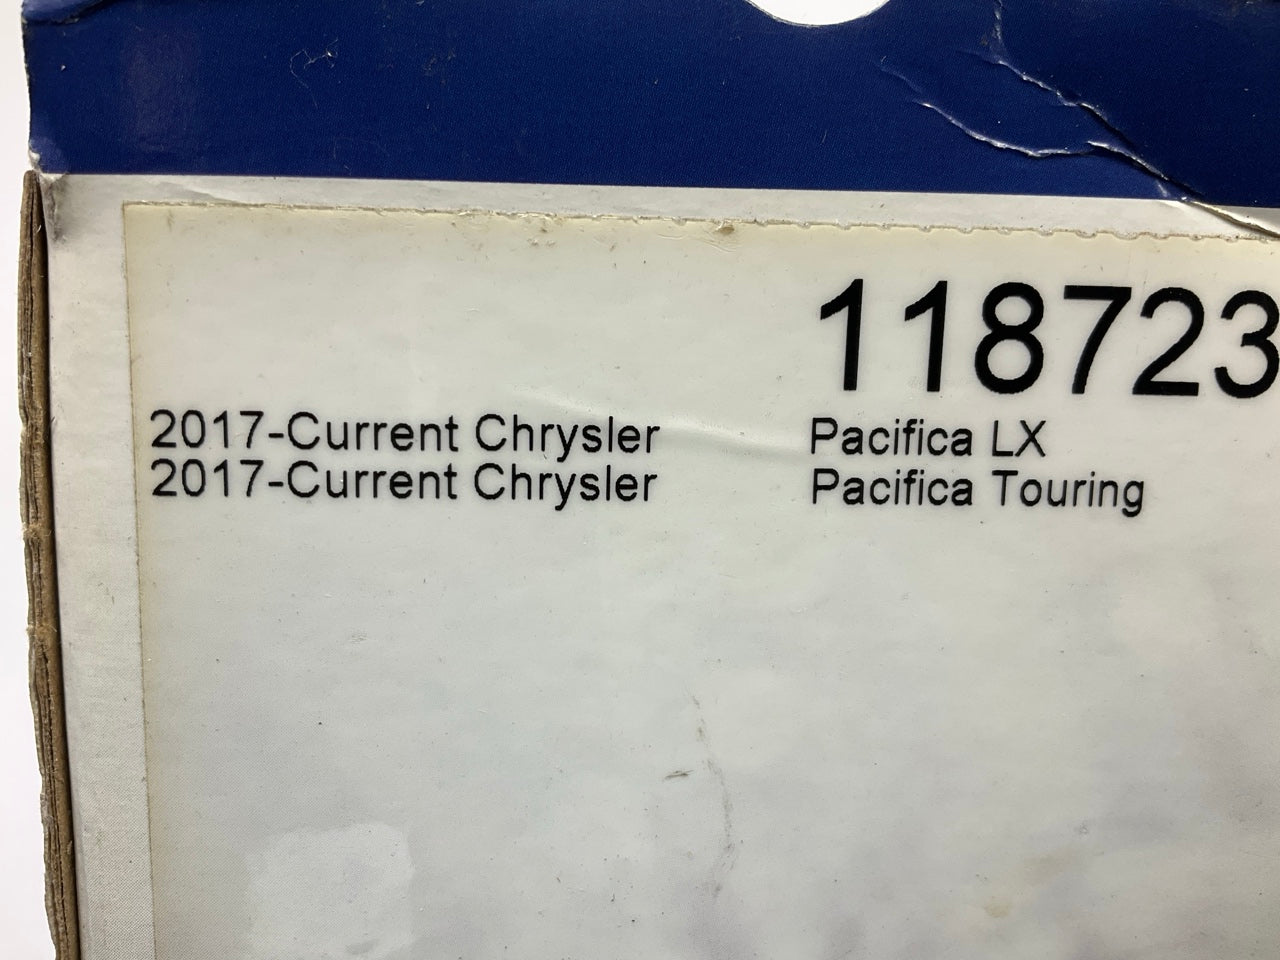 118723
2017-Current Chrysler Pacifica LX
2017-Current Chrysler Pacifica Touring